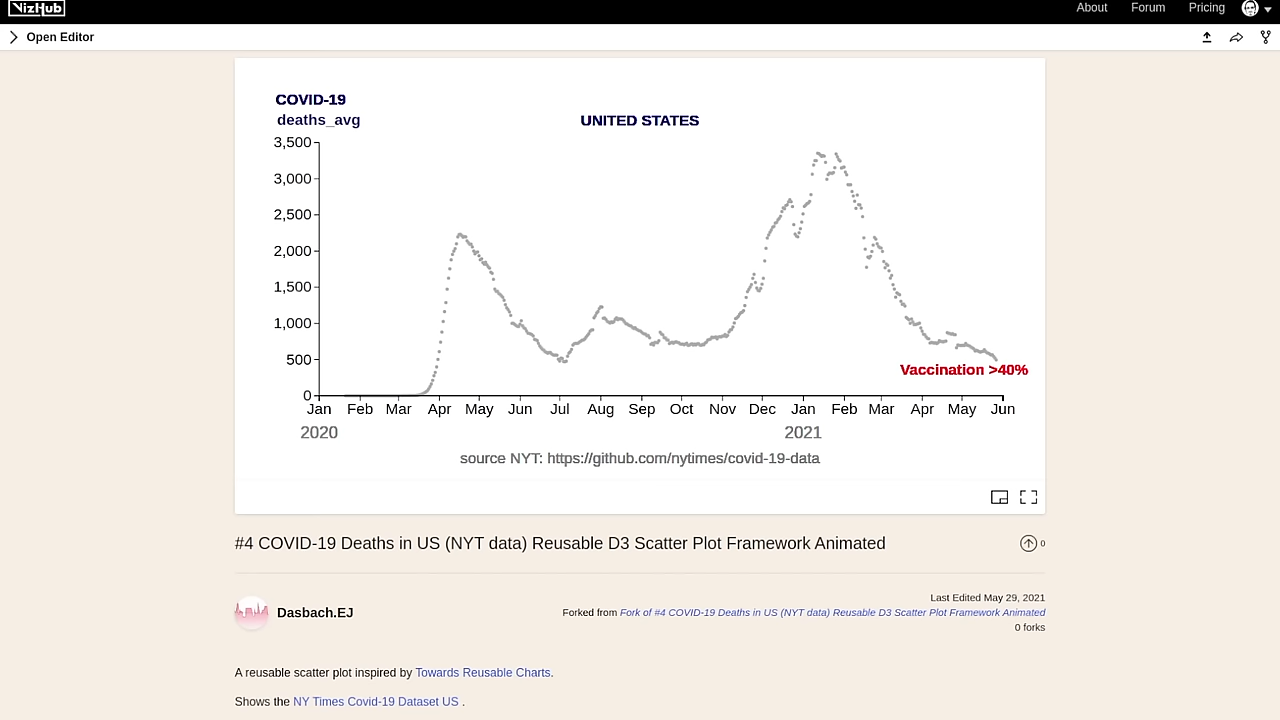 VizHub
About Forum Pricing
Open Editor
COVID-19
deaths_avg
UNITED STATES
3,500
3,000
2,500
2,000
1,500
1,000
500
0
Vaccination >40%
Jan Feb Mar Apr May Jun Jul Aug Sep Oct Nov Dec Jan Feb Mar Apr May Jun
2020 2021
source NYT: https://github.com/nytimes/covid-19-data
#4 COVID-19 Deaths in US (NYT data) Reusable D3 Scatter Plot Framework Animated
0
Dasbach.EJ
Last Edited May 29, 2021
Forked from Fork of #4 COVID-19 Deaths in US (NYT data) Reusable D3 Scatter Plot Framework Animated
0 forks
A reusable scatter plot inspired by Towards Reusable Charts.
Shows the NY Times Covid-19 Dataset US .